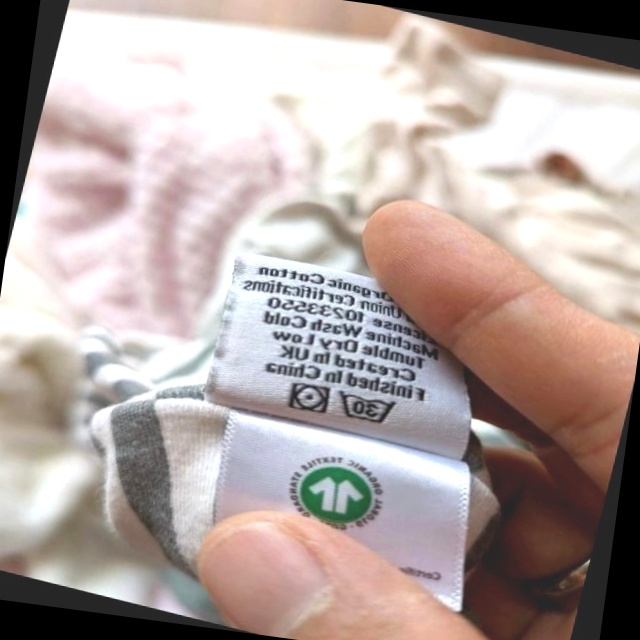 Organic Cotton
Union Certifications
License 10233550
Machine Wash Cold
Tumble Dry Low
Created in UK
Finished in China
30
ORGANIC TEXTILE
Certifi